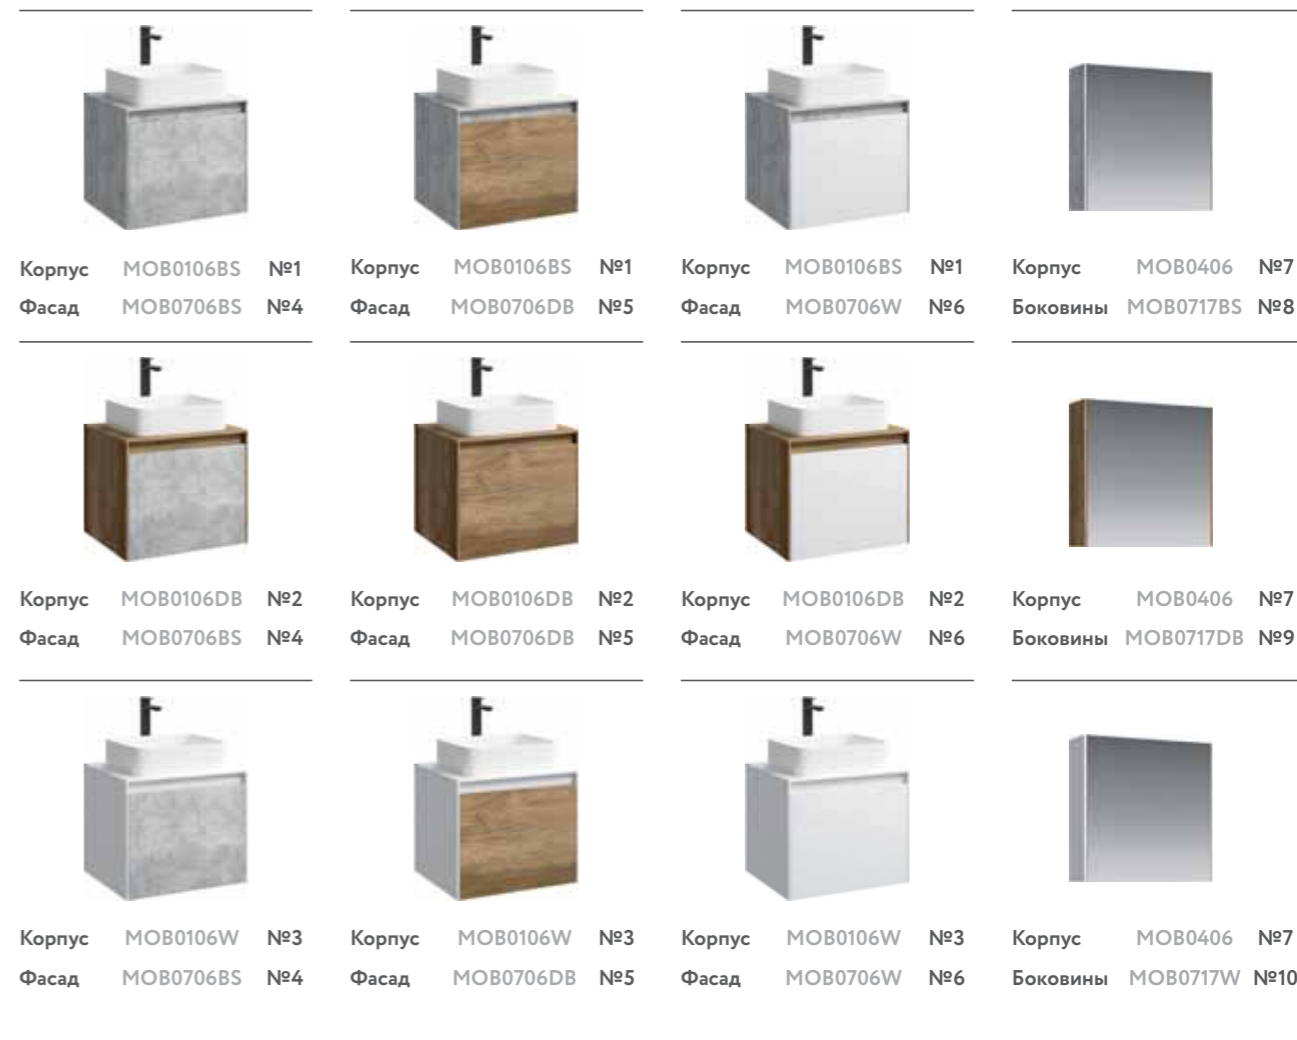 Корпус MOB0106BS №1
Фасад MOB0706BS №4
Корпус MOB0106BS №1
Фасад MOB0706DB №5
Корпус MOB0106BS №1
Фасад MOB0706W №6
Корпус MOB0406 №7
Боковины MOB0717BS №8
Корпус MOB0106DB №2
Фасад MOB0706BS №4
Корпус MOB0106DB №2
Фасад MOB0706DB №5
Корпус MOB0106DB №2
Фасад MOB0706W №6
Корпус MOB0406 №7
Боковины MOB0717DB №9
Корпус MOB0106W №3
Фасад MOB0706BS №4
Корпус MOB0106W №3
Фасад MOB0706DB №5
Корпус MOB0106W №3
Фасад MOB0706W №6
Корпус MOB0406 №7
Боковины MOB0717W №10